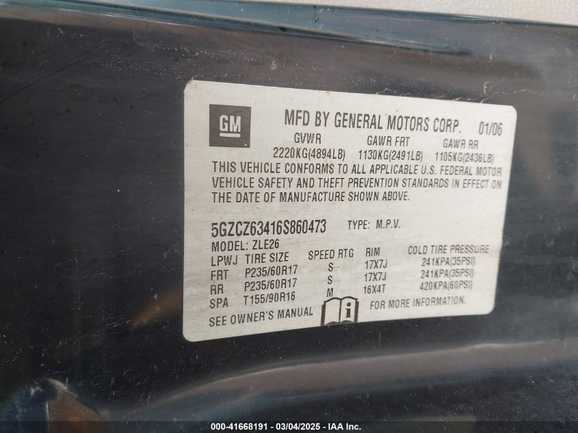 GM
MFD BY GENERAL MOTORS CORP. 01/06
GVWR GAWR FRT GAWR RR
2220KG(4894LB) 1130KG(2491LB) 1105KG(2436LB)
THIS VEHICLE CONFORMS TO ALL APPLICABLE U.S. FEDERAL MOTOR
VEHICLE SAFETY AND THEFT PREVENTION STANDARDS IN EFFECT ON
THE DATE OF MANUFACTURE SHOWN ABOVE.
5GZCZ63416S860473 TYPE: M.P.V.
MODEL: ZLE26
LPWJ TIRE SIZE SPEED RTG RIM COLD TIRE PRESSURE
FRT P235/60R17 S 17X7J 241KPA(35PSI)
RR P235/60R17 S 17X7J 241KPA(35PSI)
SPA T155/90R16 M 16X4T 420KPA(60PSI)
SEE OWNER'S MANUAL FOR MORE INFORMATION.
000-41668191 - 03/04/2025 - IAA Inc.